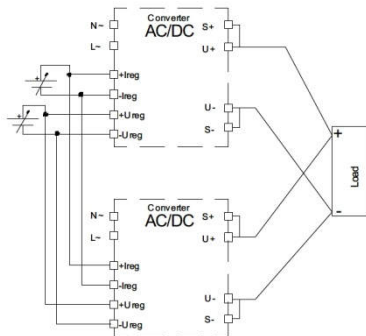 Converter
AC/DC
N~
S+
L~
U+
+Ireg
-Ireg
U-
+Ureg
S-
-Ureg
+
-
Load
Converter
AC/DC
N~
S+
L~
U+
+Ireg
-Ireg
U-
+Ureg
S-
-Ureg
+
+